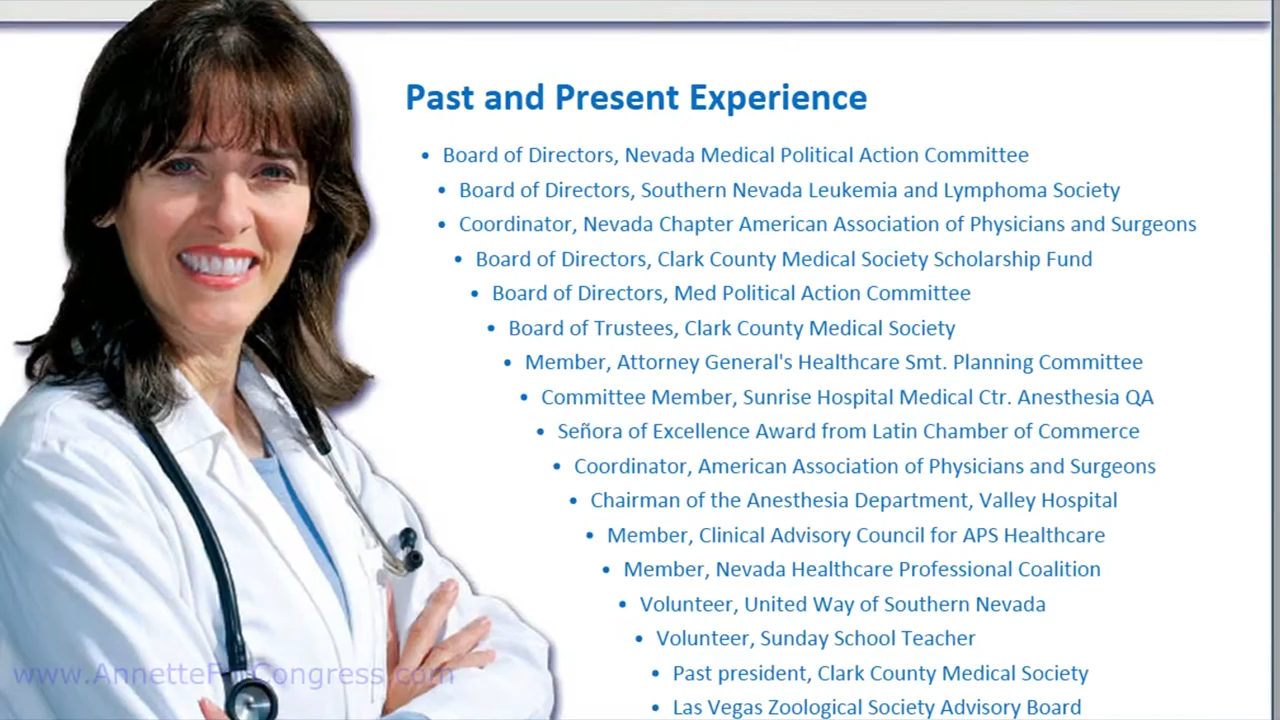 Past and Present Experience
• Board of Directors, Nevada Medical Political Action Committee
• Board of Directors, Southern Nevada Leukemia and Lymphoma Society
• Coordinator, Nevada Chapter American Association of Physicians and Surgeons
• Board of Directors, Clark County Medical Society Scholarship Fund
• Board of Directors, Med Political Action Committee
• Board of Trustees, Clark County Medical Society
• Member, Attorney General's Healthcare Smt. Planning Committee
• Committee Member, Sunrise Hospital Medical Ctr. Anesthesia QA
• Señora of Excellence Award from Latin Chamber of Commerce
• Coordinator, American Association of Physicians and Surgeons
• Chairman of the Anesthesia Department, Valley Hospital
• Member, Clinical Advisory Council for APS Healthcare
• Member, Nevada Healthcare Professional Coalition
• Volunteer, United Way of Southern Nevada
• Volunteer, Sunday School Teacher
• Past president, Clark County Medical Society
• Las Vegas Zoological Society Advisory Board
www.AnnetteForCongress.com